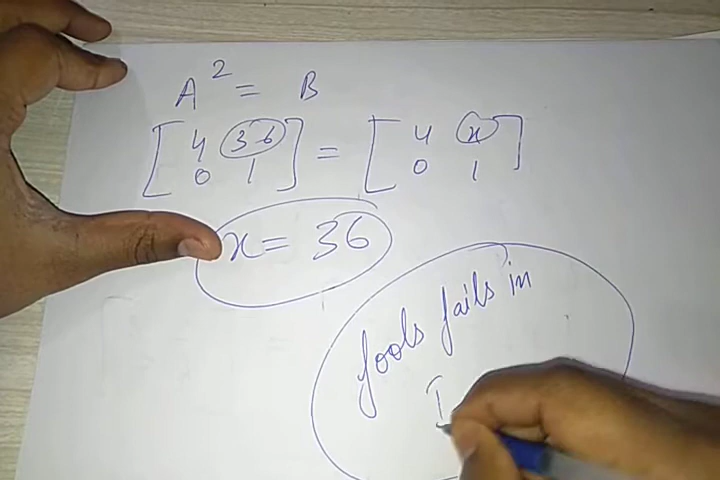 A² = B
[4 36] = [4 x]
[0 1] [0 1]
x = 36
fools fails in
I